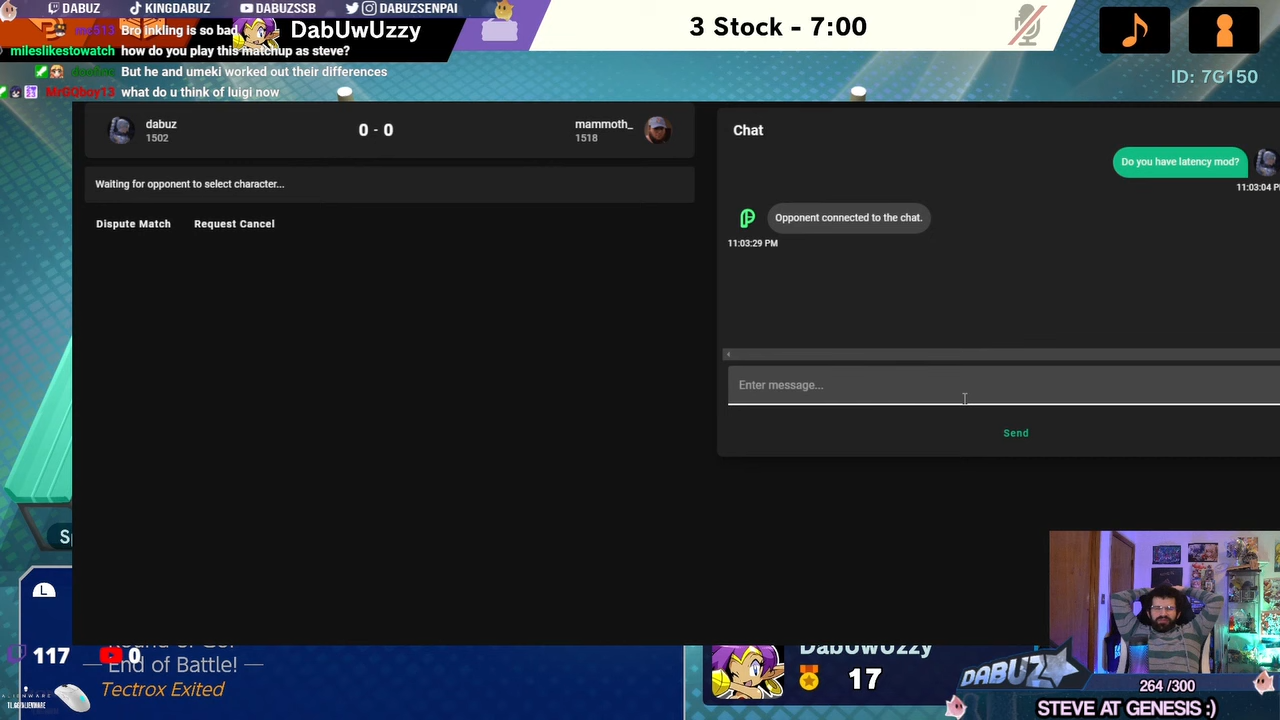 DABUZ KINGDABUZ DABUZSSB DABUZSENPAI
Bro inkling is so bad
mileslikestowatch how do you play this matchup as steve?
But he and umeki worked out their differences
MrGQboy13 what do u think of luigi now
DabUwUzzy
3 Stock - 7:00
ID: 7G150
dabuz
1502
0 - 0
mammoth_
1518
Waiting for opponent to select character...
Dispute Match Request Cancel
Chat
Do you have latency mod?
11:03:04 P
Opponent connected to the chat.
11:03:29 PM
Enter message...
Send
L
117
0
End of Battle!
Tectrox Exited
ALIENWARE
DabUwUzzy
17
DABUZ
264 /300
STEVE AT GENESIS :)